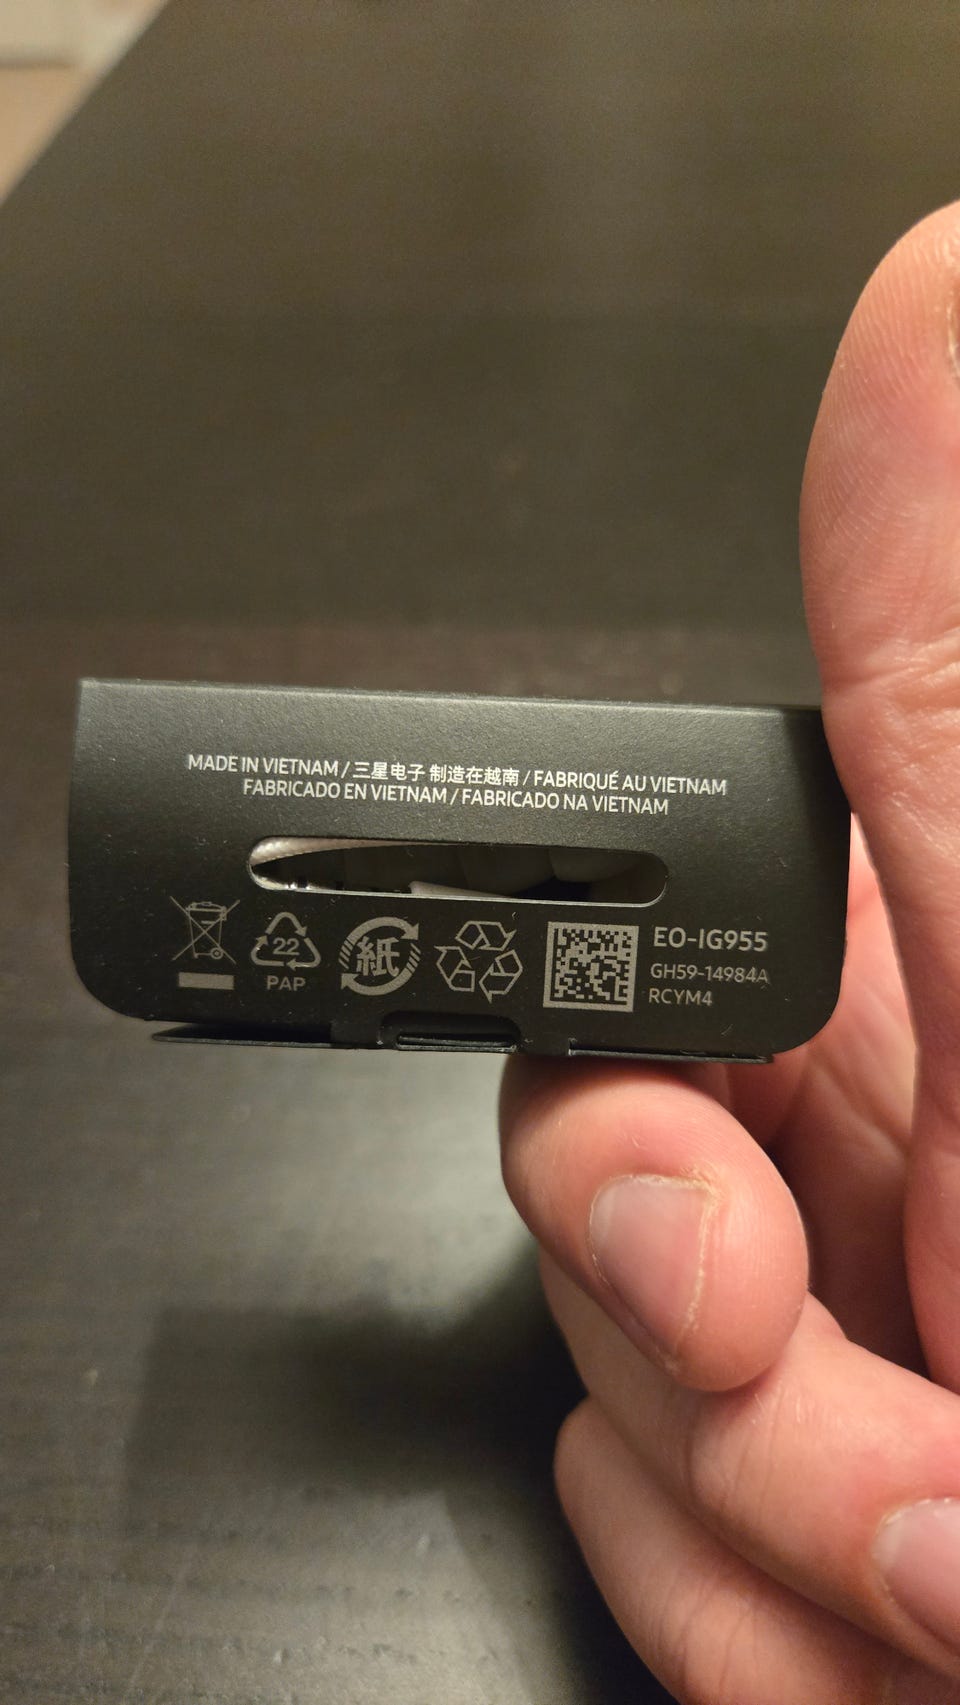 MADE IN VIETNAM / 三星电子 制造在越南 / FABRIQUÉ AU VIETNAM
FABRICADO EN VIETNAM / FABRICADO NA VIETNAM
22
PAP
紙
EO-IG955
GH59-14984A
RCYM4